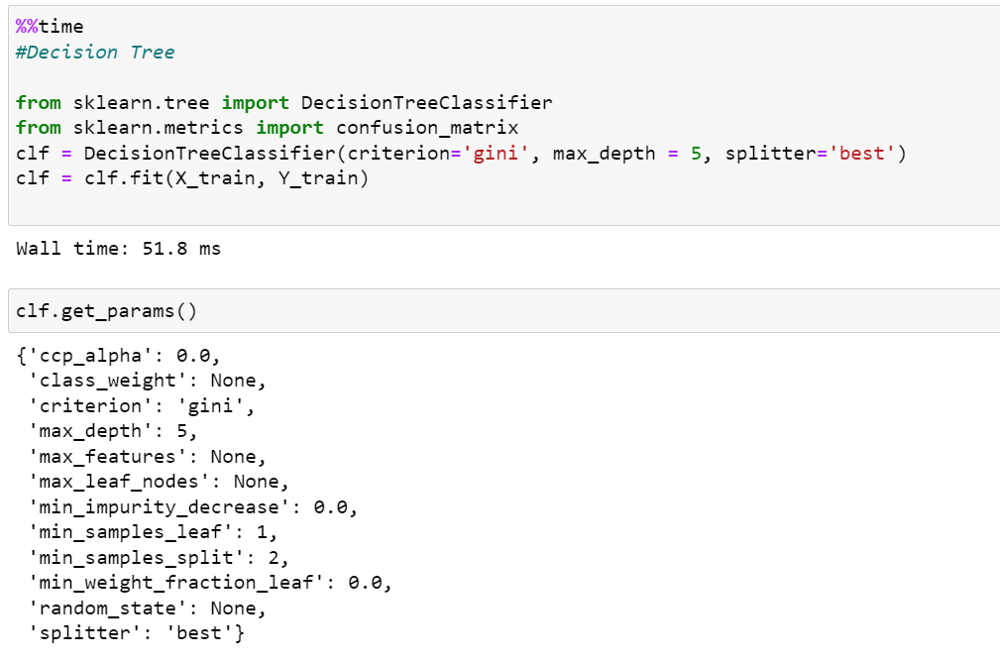 %%time
#Decision Tree
from sklearn.tree import DecisionTreeClassifier
from sklearn.metrics import confusion_matrix
clf = DecisionTreeClassifier(criterion='gini', max_depth = 5, splitter='best')
clf = clf.fit(X_train, Y_train)
Wall time: 51.8 ms
clf.get_params()
{'ccp_alpha': 0.0,
 'class_weight': None,
 'criterion': 'gini',
 'max_depth': 5,
 'max_features': None,
 'max_leaf_nodes': None,
 'min_impurity_decrease': 0.0,
 'min_samples_leaf': 1,
 'min_samples_split': 2,
 'min_weight_fraction_leaf': 0.0,
 'random_state': None,
 'splitter': 'best'}